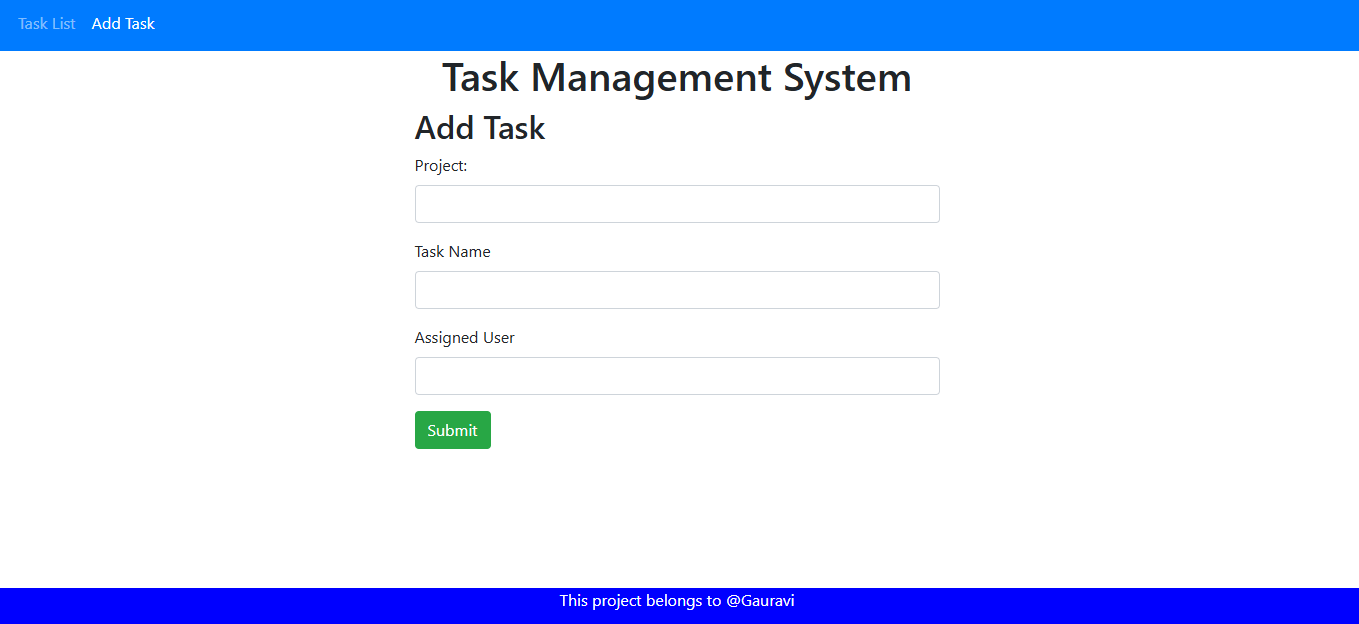 Task List Add Task
Task Management System
Add Task
Project:
Task Name
Assigned User
Submit
This project belongs to @Gauravi